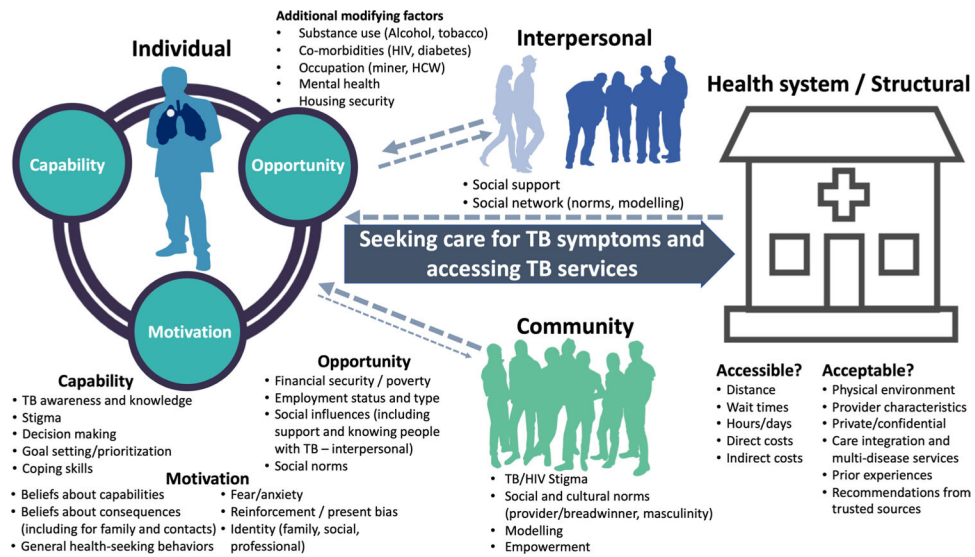 Individual
Capability
Opportunity
Motivation
Additional modifying factors
• Substance use (Alcohol, tobacco)
• Co-morbidities (HIV, diabetes)
• Occupation (miner, HCW)
• Mental health
• Housing security
Interpersonal
• Social support
• Social network (norms, modelling)
Health system / Structural
Seeking care for TB symptoms and
accessing TB services
Capability
• TB awareness and knowledge
• Stigma
• Decision making
• Goal setting/prioritization
• Coping skills
Opportunity
• Financial security / poverty
• Employment status and type
• Social influences (including
support and knowing people
with TB – interpersonal)
• Social norms
Motivation
• Beliefs about capabilities
• Beliefs about consequences
(including for family and contacts)
• General health-seeking behaviors
• Fear/anxiety
• Reinforcement / present bias
• Identity (family, social,
professional)
Community
• TB/HIV Stigma
• Social and cultural norms
(provider/breadwinner, masculinity)
• Modelling
• Empowerment
Accessible?
• Distance
• Wait times
• Hours/days
• Direct costs
• Indirect costs
Acceptable?
• Physical environment
• Provider characteristics
• Private/confidential
• Care integration and
multi-disease services
• Prior experiences
• Recommendations from
trusted sources